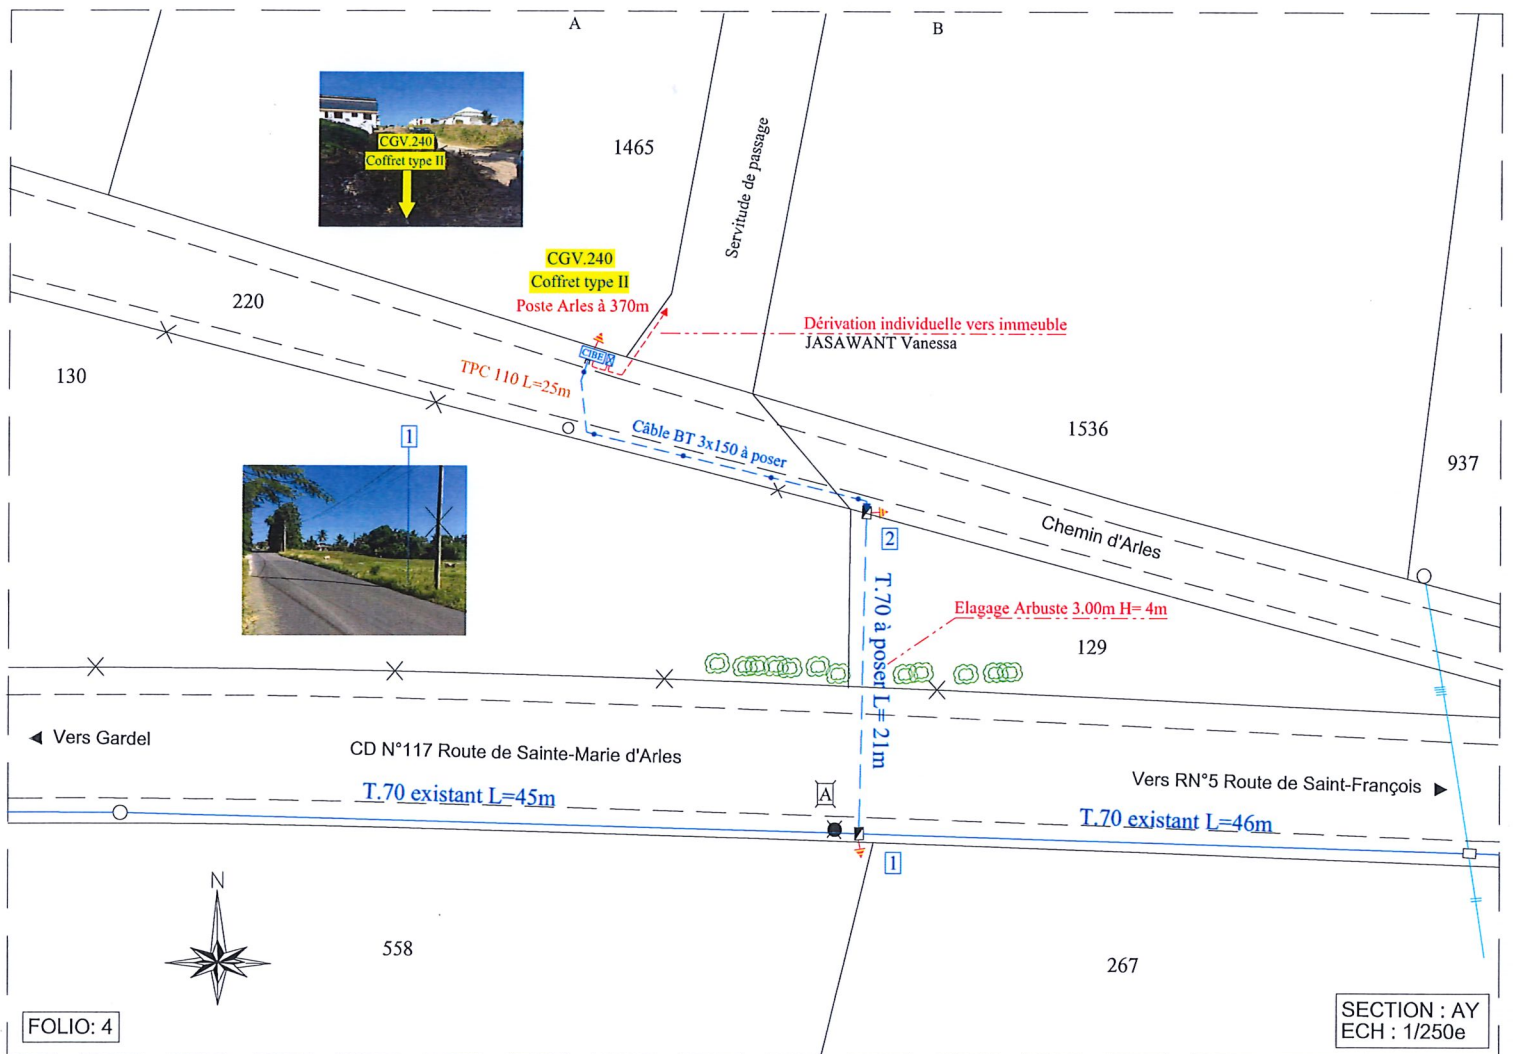 A
B
CGV.240
Coffret type II
1465
Servitude de passage
CGV.240
Coffret type II
Poste Arles à 370m
220
Dérivation individuelle vers immeuble
JASAWANT Vanessa
CIBE
TPC 110 L=25m
130
1
Câble BT 3x150 à poser
1536
937
Chemin d'Arles
2
T.70 à poser L= 21m
Elagage Arbuste 3.00m H= 4m
129
Vers Gardel
CD N°117 Route de Sainte-Marie d'Arles
Vers RN°5 Route de Saint-François
T.70 existant L=45m
A
T.70 existant L=46m
1
N
558
267
FOLIO: 4
SECTION : AY
ECH : 1/250e